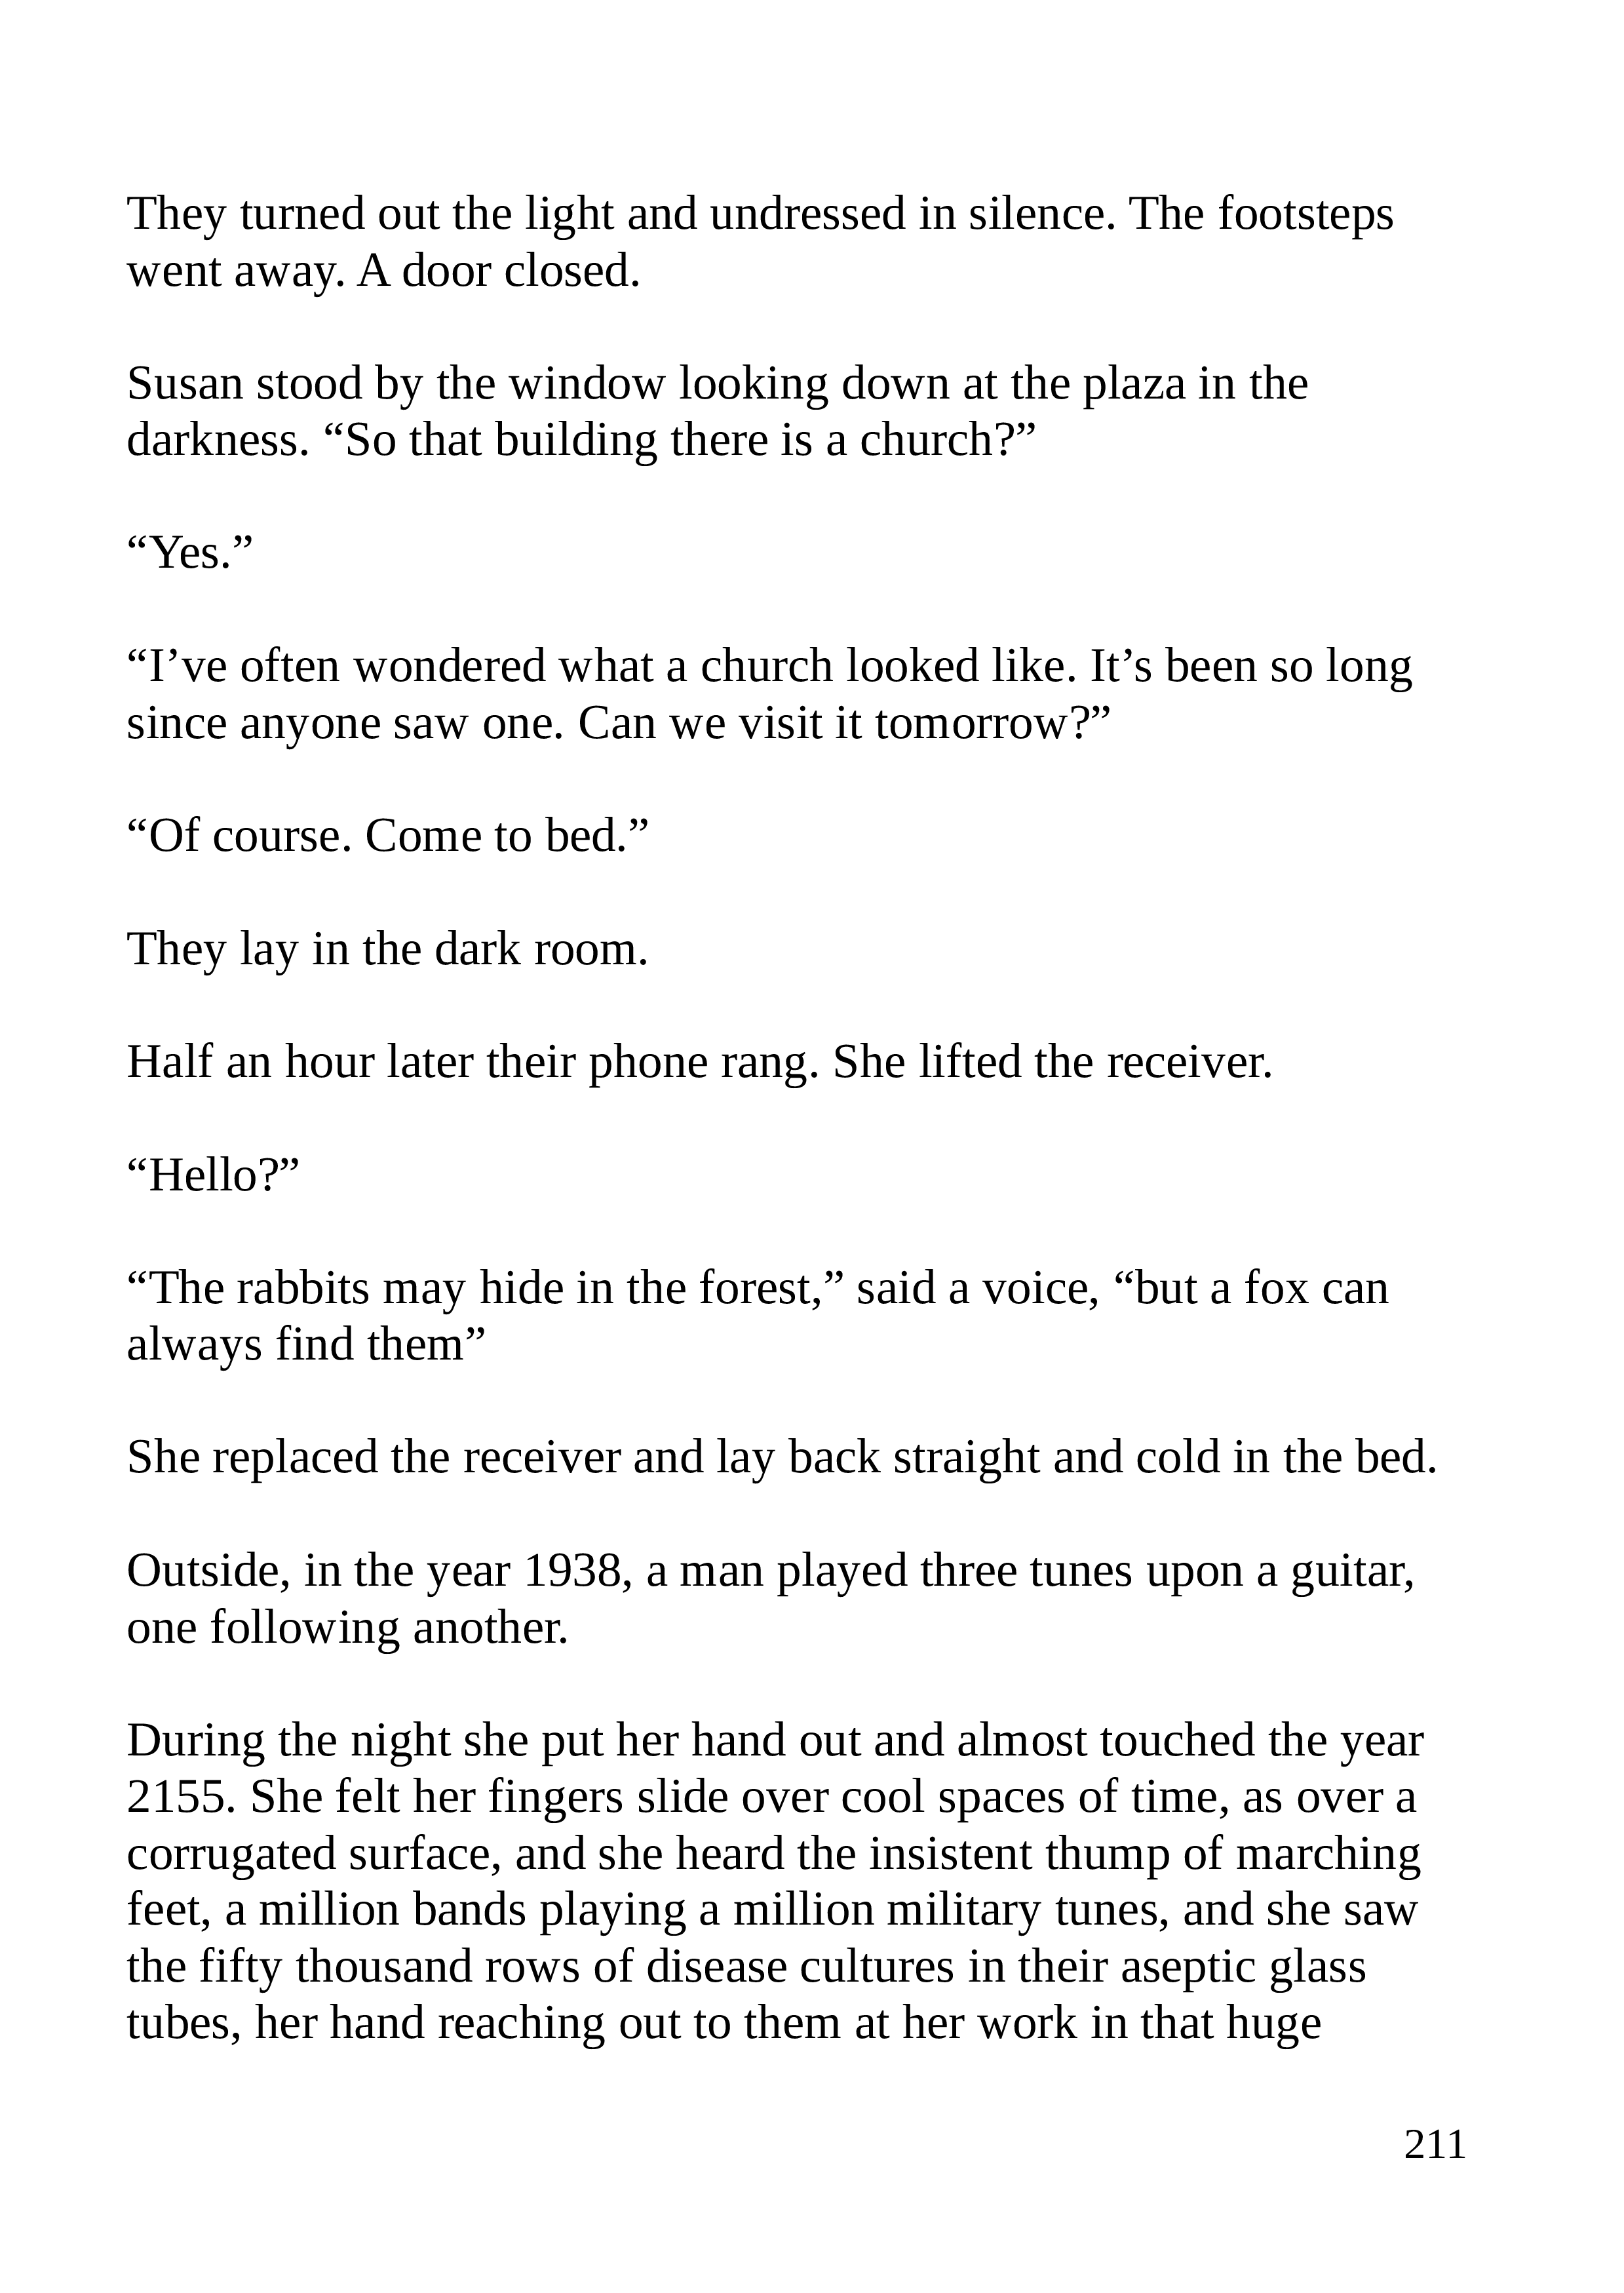 They turned out the light and undressed in silence. The footsteps
went away. A door closed.
Susan stood by the window looking down at the plaza in the
darkness. “So that building there is a church?”
“Yes.”
“I’ve often wondered what a church looked like. It’s been so long
since anyone saw one. Can we visit it tomorrow?”
“Of course. Come to bed.”
They lay in the dark room.
Half an hour later their phone rang. She lifted the receiver.
“Hello?”
“The rabbits may hide in the forest,” said a voice, “but a fox can
always find them”
She replaced the receiver and lay back straight and cold in the bed.
Outside, in the year 1938, a man played three tunes upon a guitar,
one following another.
During the night she put her hand out and almost touched the year
2155. She felt her fingers slide over cool spaces of time, as over a
corrugated surface, and she heard the insistent thump of marching
feet, a million bands playing a million military tunes, and she saw
the fifty thousand rows of disease cultures in their aseptic glass
tubes, her hand reaching out to them at her work in that huge
211